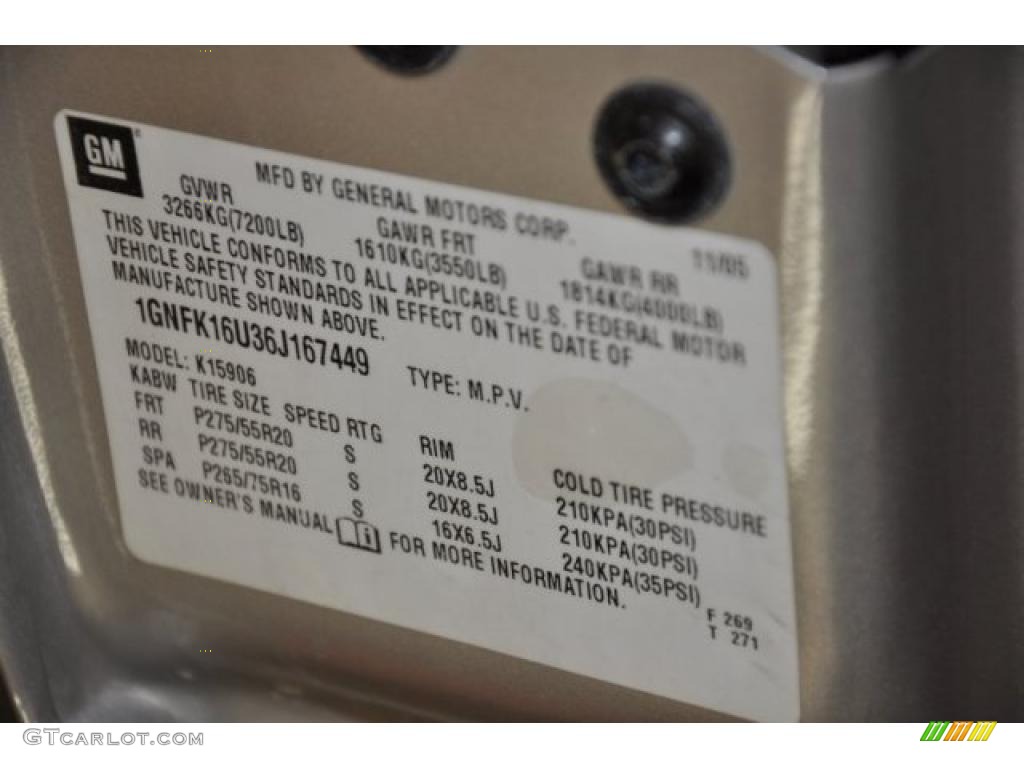 GM
MFD BY GENERAL MOTORS CORP. 11/05
GVWR GAWR FRT GAWR RR
3266KG(7200LB) 1610KG(3550LB) 1814KG(4000LB)
THIS VEHICLE CONFORMS TO ALL APPLICABLE U.S. FEDERAL MOTOR
VEHICLE SAFETY STANDARDS IN EFFECT ON THE DATE OF
MANUFACTURE SHOWN ABOVE.
1GNFK16U36J167449 TYPE: M.P.V.
MODEL: K15906
KABW TIRE SIZE SPEED RTG RIM COLD TIRE PRESSURE
FRT P275/55R20 S 20X8.5J 210KPA(30PSI)
RR P275/55R20 S 20X8.5J 210KPA(30PSI)
SPA P265/75R16 S 16X6.5J 240KPA(35PSI)
SEE OWNER'S MANUAL i FOR MORE INFORMATION.
F 269
T 271
GTCARLOT.COM